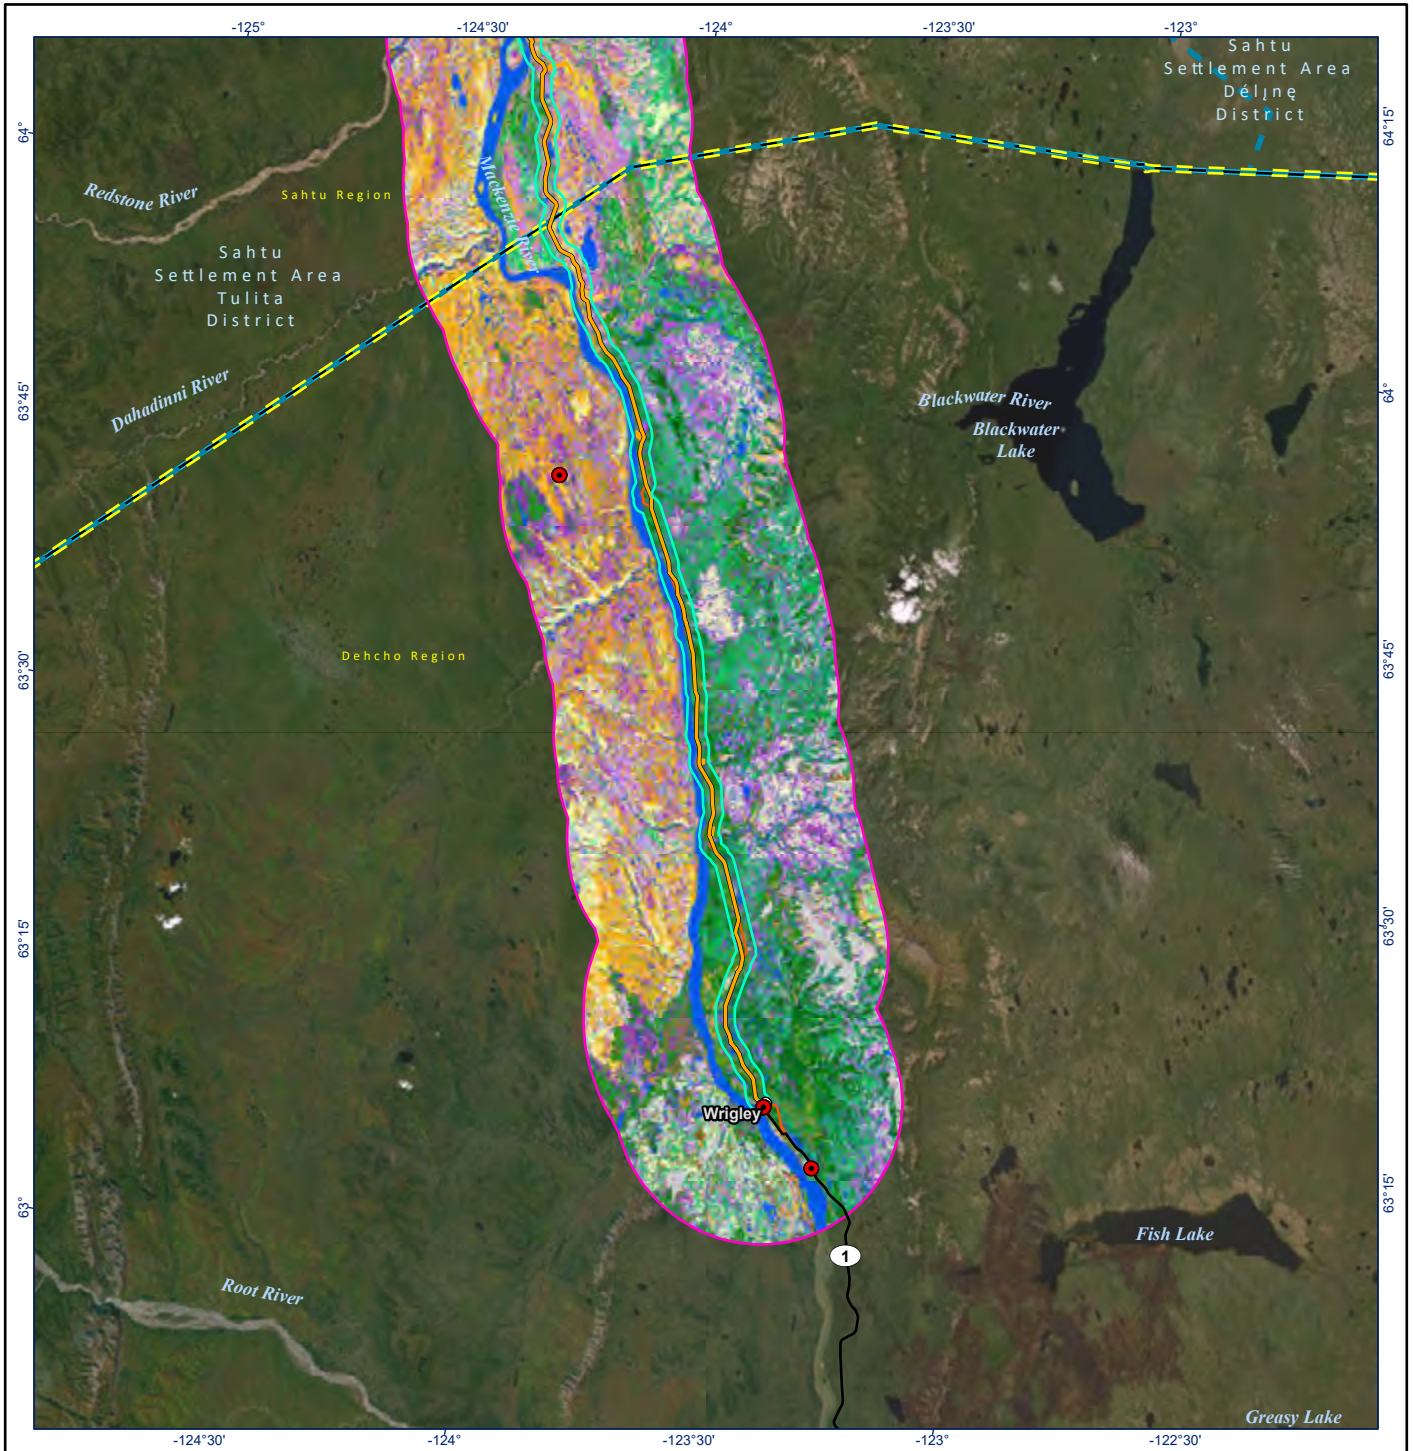 -125°
-124°30'
-124°
-123°30'
-123°
Sahtu
Settlement Area
Délı̨nę
District
64°
64°15'
Redstone River
Sahtu Region
Mackenzie River
Sahtu
Settlement Area
Tulita
District
Dahadinni River
63°45'
64°
Blackwater River
Blackwater
Lake
Dehcho Region
63°30'
63°45'
63°15'
63°30'
Wrigley
63°
63°15'
Fish Lake
1
Root River
Greasy Lake
-124°30'
-124°
-123°30'
-123°
-122°30'